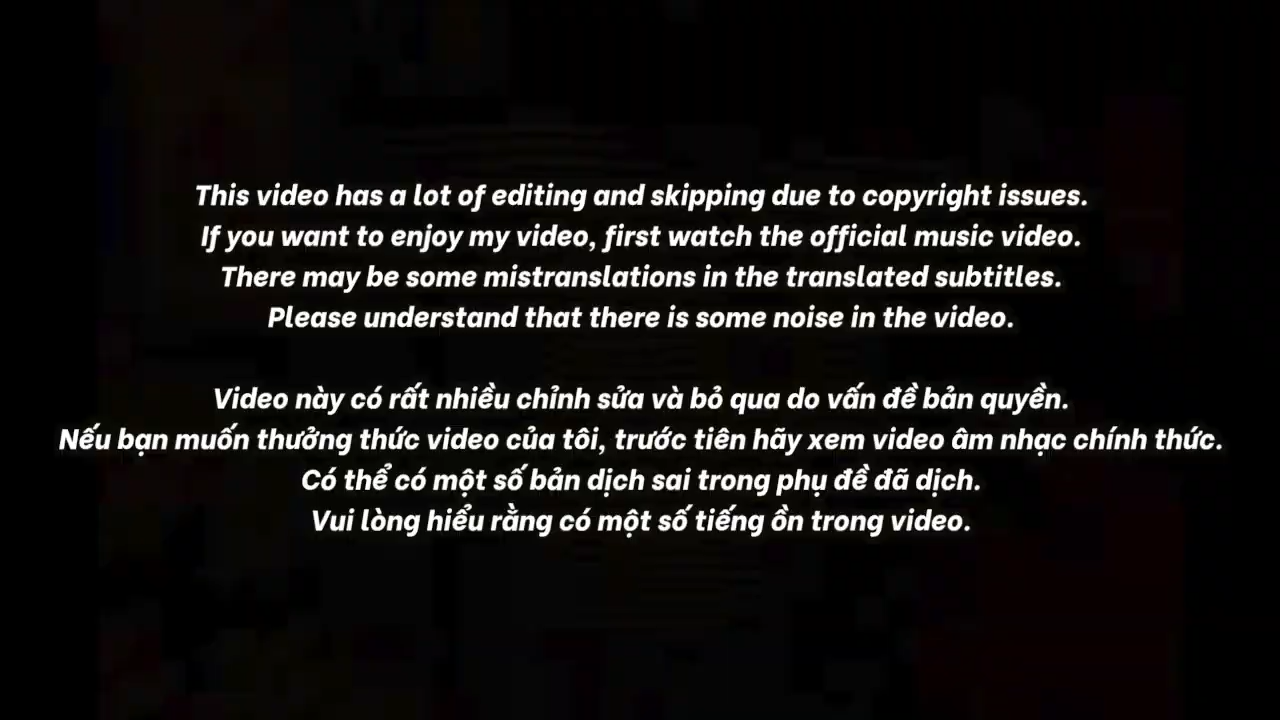 This video has a lot of editing and skipping due to copyright issues.
If you want to enjoy my video, first watch the official music video.
There may be some mistranslations in the translated subtitles.
Please understand that there is some noise in the video.
Video này có rất nhiều chỉnh sửa và bỏ qua do vấn đề bản quyền.
Nếu bạn muốn thưởng thức video của tôi, trước tiên hãy xem video âm nhạc chính thức.
Có thể có một số bản dịch sai trong phụ đề đã dịch.
Vui lòng hiểu rằng có một số tiếng ồn trong video.